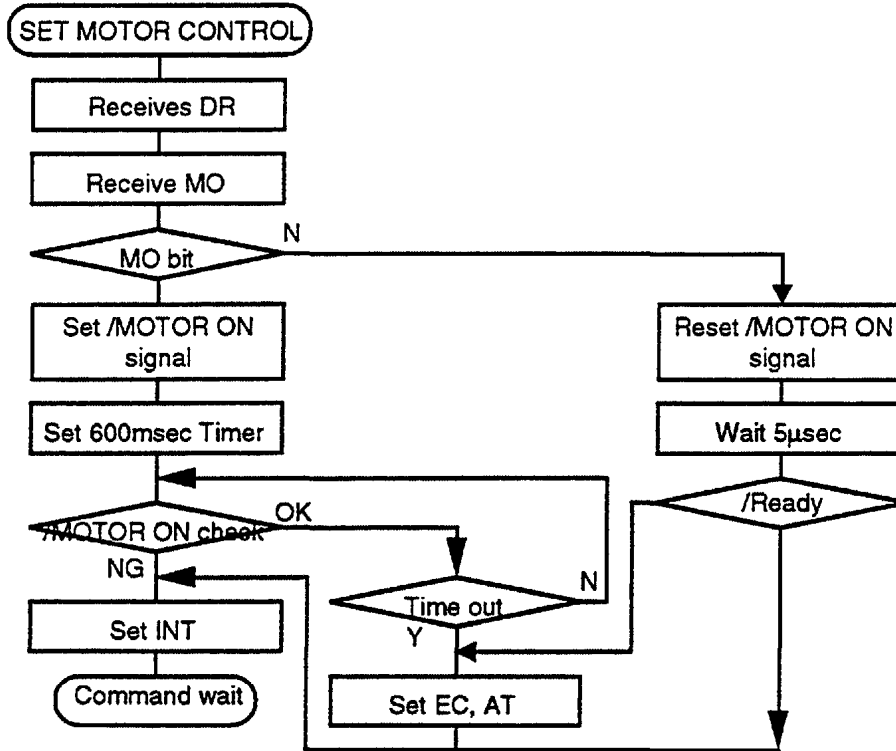 SET MOTOR CONTROL
Receives DR
Receive MO
MO bit
N
Set /MOTOR ON
signal
Reset /MOTOR ON
signal
Set 600msec Timer
Wait 5µsec
/MOTOR ON check
OK
NG
/Ready
Time out
N
Y
Set INT
Command wait
Set EC, AT